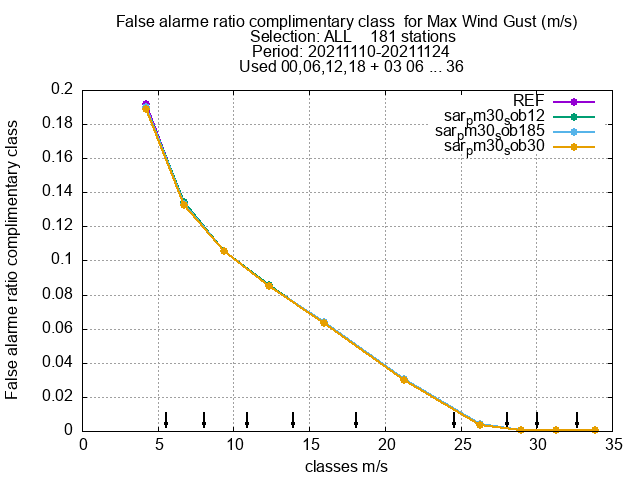 False alarme ratio complimentary class  for Max Wind Gust (m/s)
Selection: ALL    181 stations
Period: 20211110-20211124
Used 00,06,12,18 + 03 06 ... 36
REF
sar_pm30_sob12
sar_pm30_sob185
sar_pm30_sob30
False alarme ratio complimentary class
0.2
0.18
0.16
0.14
0.12
0.1
0.08
0.06
0.04
0.02
0
0 5 10 15 20 25 30 35
classes m/s